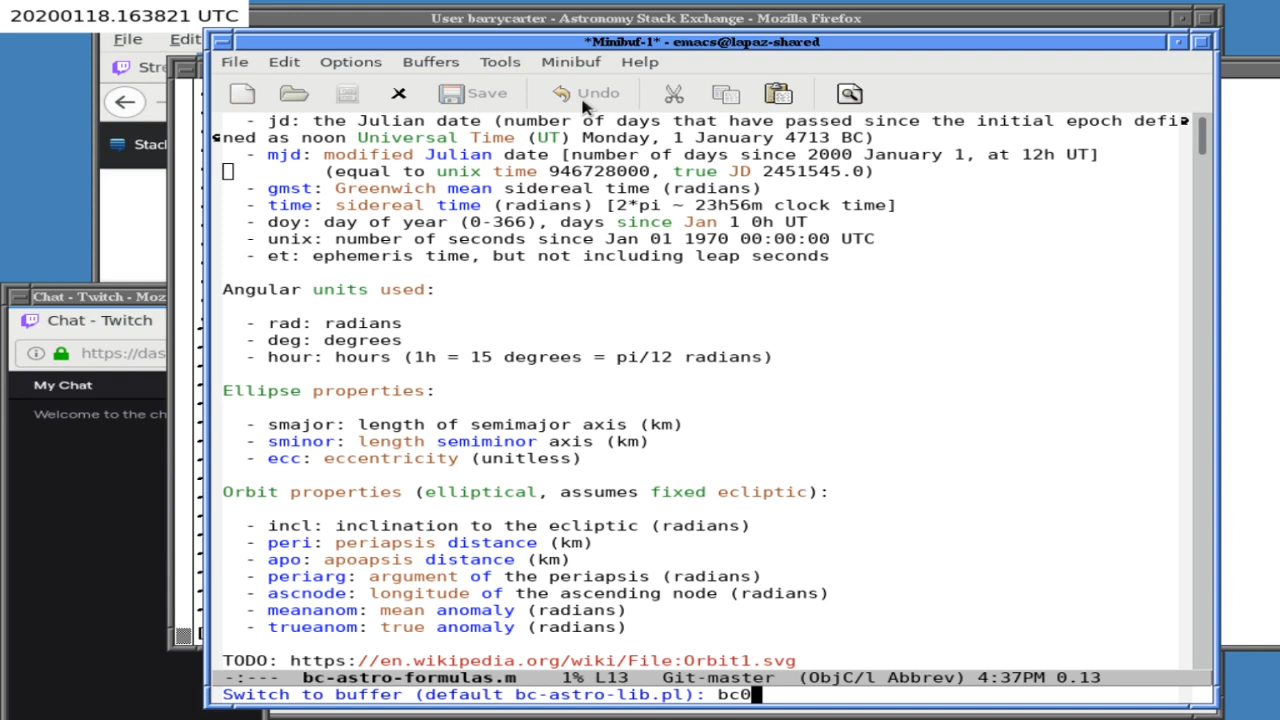 20200118.163821 UTC
User barrycarter - Astronomy Stack Exchange - Mozilla Firefox
File Edit
*Minibuf-1* - emacs@lapaz-shared
File Edit Options Buffers Tools Minibuf Help
Save Undo
Stre
Stac
- jd: the Julian date (number of days that have passed since the initial epoch defi
ned as noon Universal Time (UT) Monday, 1 January 4713 BC)
- mjd: modified Julian date [number of days since 2000 January 1, at 12h UT]
(equal to unix time 946728000, true JD 2451545.0)
- gmst: Greenwich mean sidereal time (radians)
- time: sidereal time (radians) [2*pi ~ 23h56m clock time]
- doy: day of year (0-366), days since Jan 1 0h UT
- unix: number of seconds since Jan 01 1970 00:00:00 UTC
- et: ephemeris time, but not including leap seconds
Angular units used:
- rad: radians
- deg: degrees
- hour: hours (1h = 15 degrees = pi/12 radians)
Ellipse properties:
- smajor: length of semimajor axis (km)
- sminor: length semiminor axis (km)
- ecc: eccentricity (unitless)
Orbit properties (elliptical, assumes fixed ecliptic):
- incl: inclination to the ecliptic (radians)
- peri: periapsis distance (km)
- apo: apoapsis distance (km)
- periarg: argument of the periapsis (radians)
- ascnode: longitude of the ascending node (radians)
- meananom: mean anomaly (radians)
- trueanom: true anomaly (radians)
TODO: https://en.wikipedia.org/wiki/File:Orbit1.svg
-:--- bc-astro-formulas.m 1% L13 Git-master (ObjC/l Abbrev) 4:37PM 0.13
Switch to buffer (default bc-astro-lib.pl): bc0
Chat - Twitch - Moz
Chat - Twitch
https://das
My Chat
Welcome to the ch